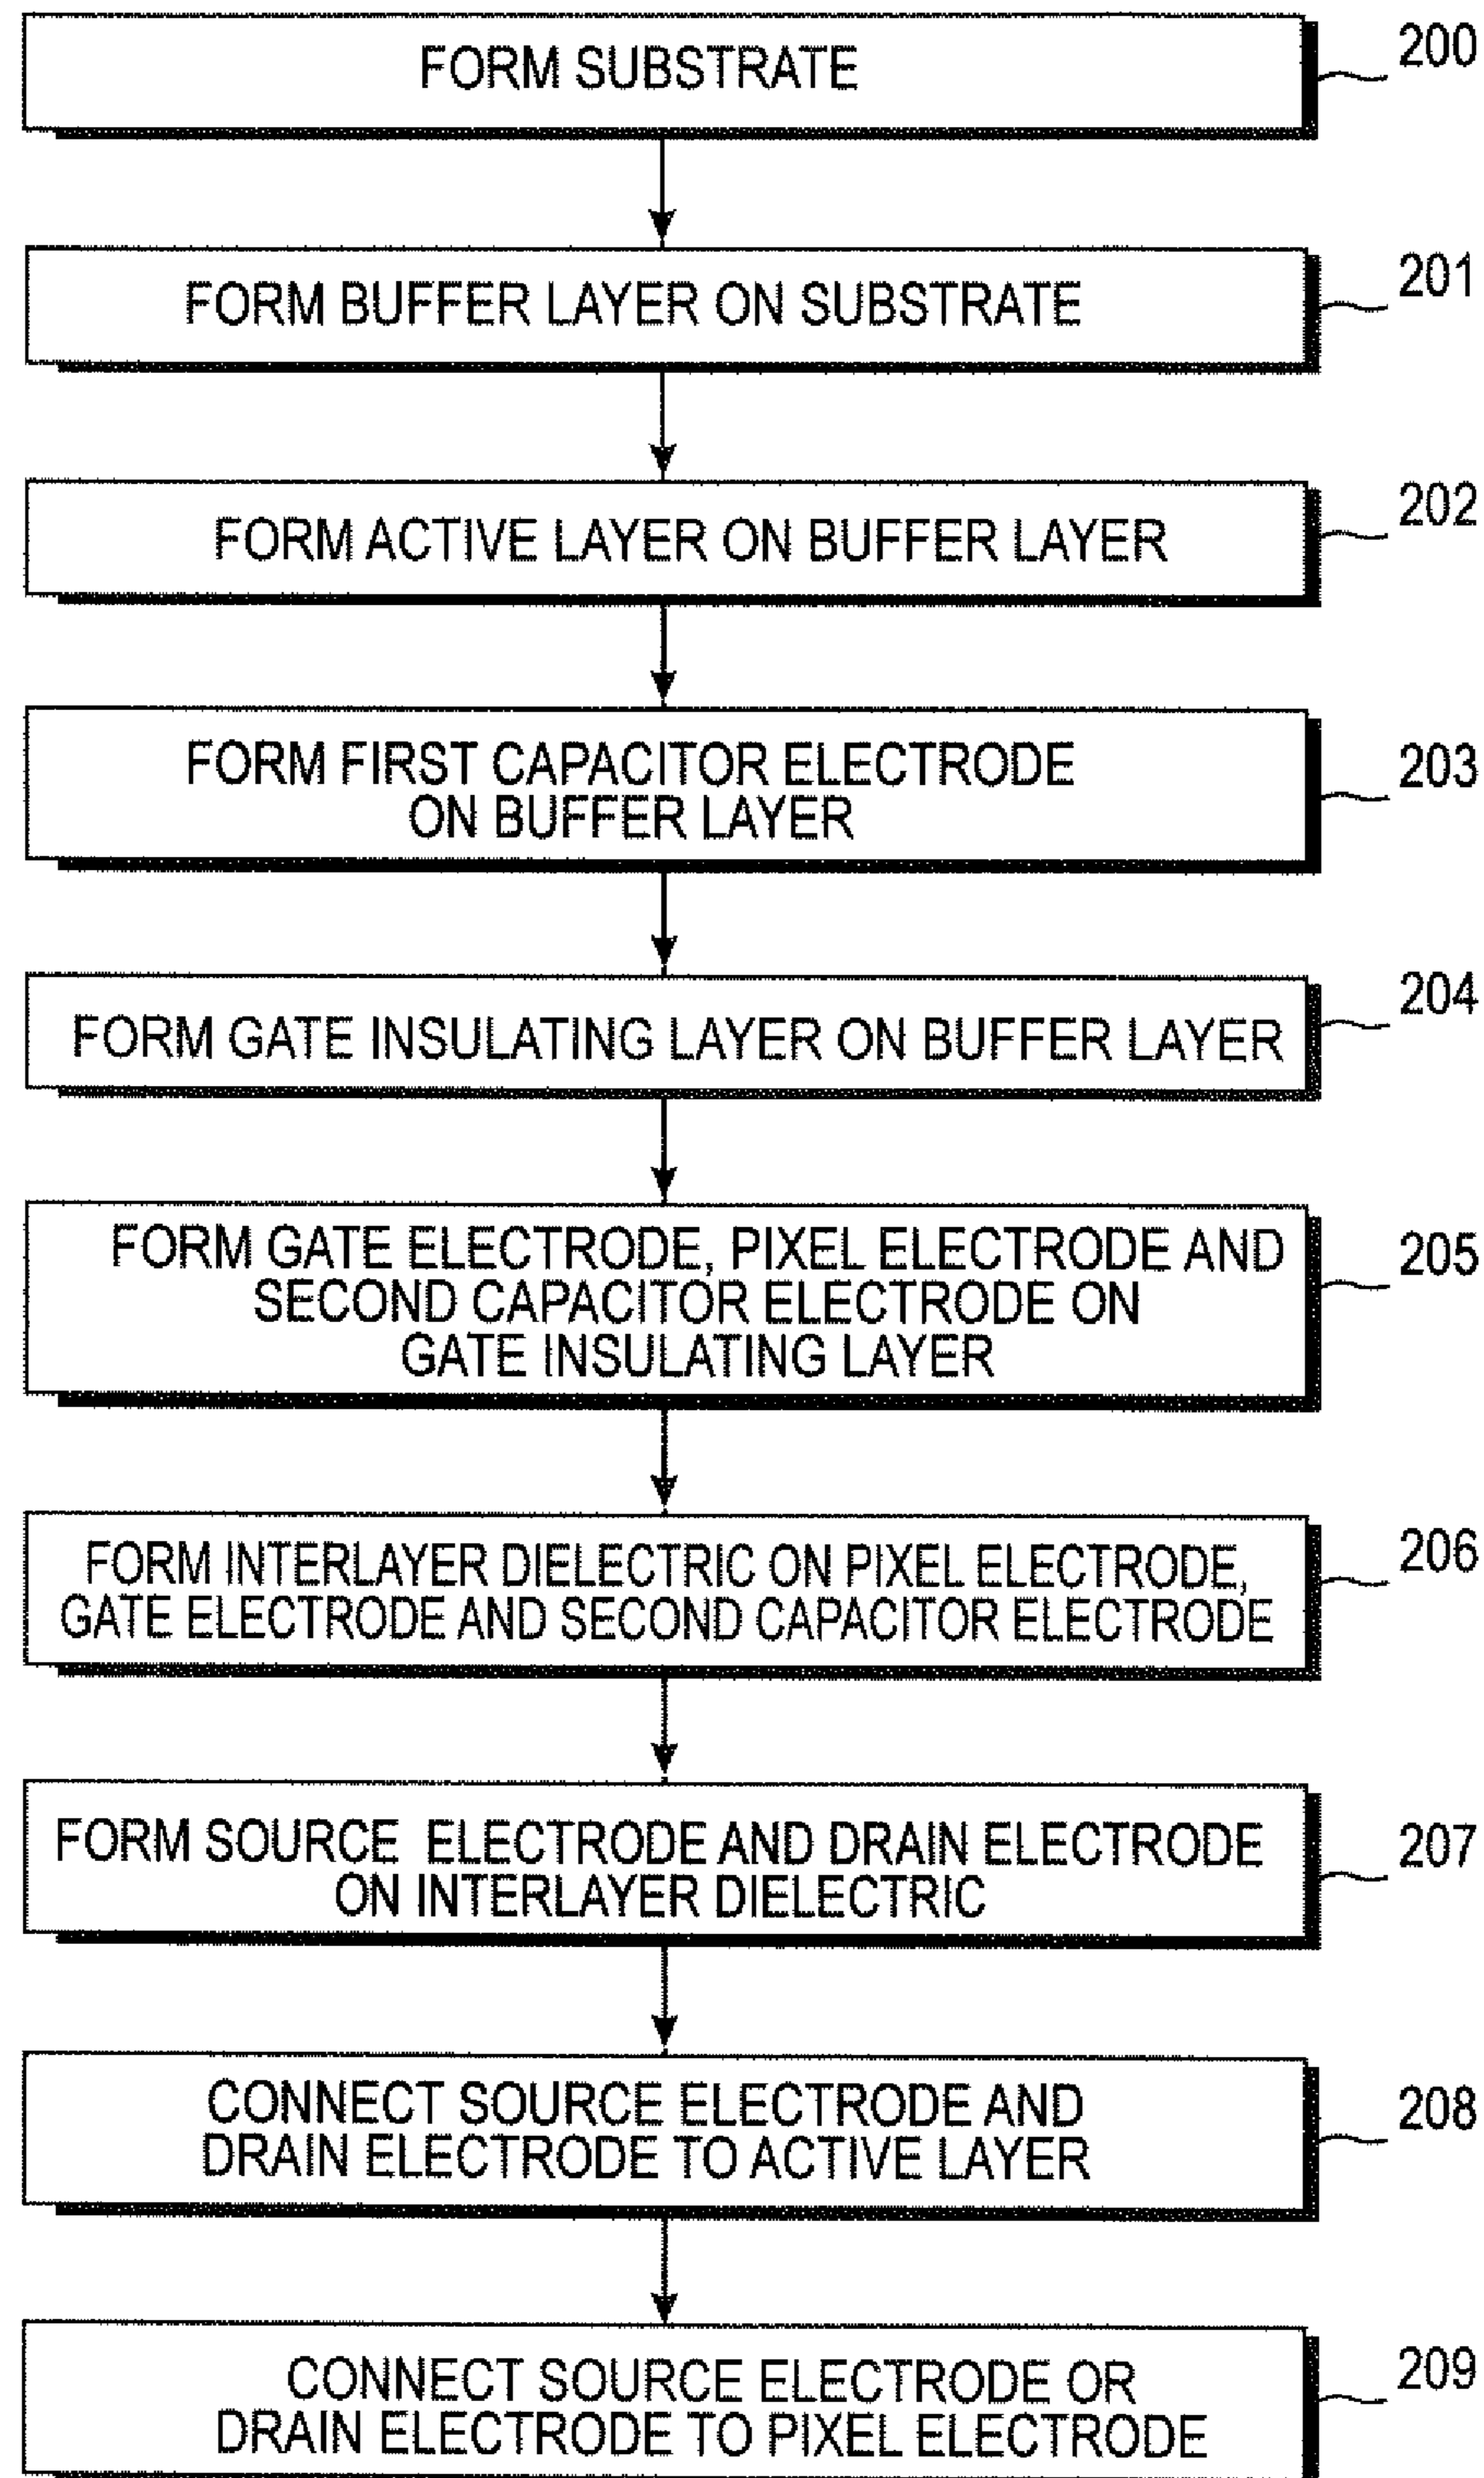 FORM SUBSTRATE
200
FORM BUFFER LAYER ON SUBSTRATE
201
FORM ACTIVE LAYER ON BUFFER LAYER
202
FORM FIRST CAPACITOR ELECTRODE
ON BUFFER LAYER
203
FORM GATE INSULATING LAYER ON BUFFER LAYER
204
FORM GATE ELECTRODE, PIXEL ELECTRODE AND
SECOND CAPACITOR ELECTRODE ON
GATE INSULATING LAYER
205
FORM INTERLAYER DIELECTRIC ON PIXEL ELECTRODE,
GATE ELECTRODE AND SECOND CAPACITOR ELECTRODE
206
FORM SOURCE ELECTRODE AND DRAIN ELECTRODE
ON INTERLAYER DIELECTRIC
207
CONNECT SOURCE ELECTRODE AND
DRAIN ELECTRODE TO ACTIVE LAYER
208
CONNECT SOURCE ELECTRODE OR
DRAIN ELECTRODE TO PIXEL ELECTRODE
209